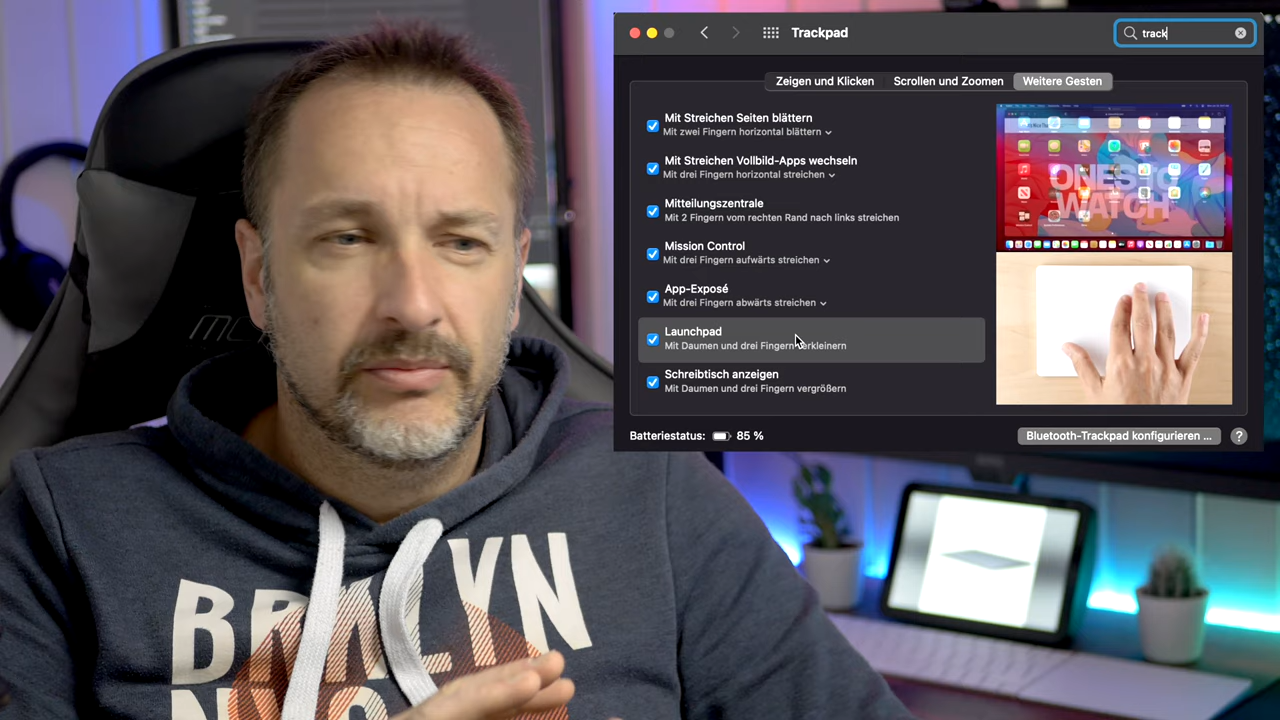 Trackpad
track
Zeigen und Klicken
Scrollen und Zoomen
Weitere Gesten
Mit Streichen Seiten blättern
Mit zwei Fingern horizontal blättern
Mit Streichen Vollbild-Apps wechseln
Mit drei Fingern horizontal streichen
Mitteilungszentrale
Mit 2 Fingern vom rechten Rand nach links streichen
Mission Control
Mit drei Fingern aufwärts streichen
App-Exposé
Mit drei Fingern abwärts streichen
Launchpad
Mit Daumen und drei Fingern verkleinern
Schreibtisch anzeigen
Mit Daumen und drei Fingern vergrößern
ONES TO
WATCH
Batteriestatus:
85 %
Bluetooth-Trackpad konfigurieren ...
?